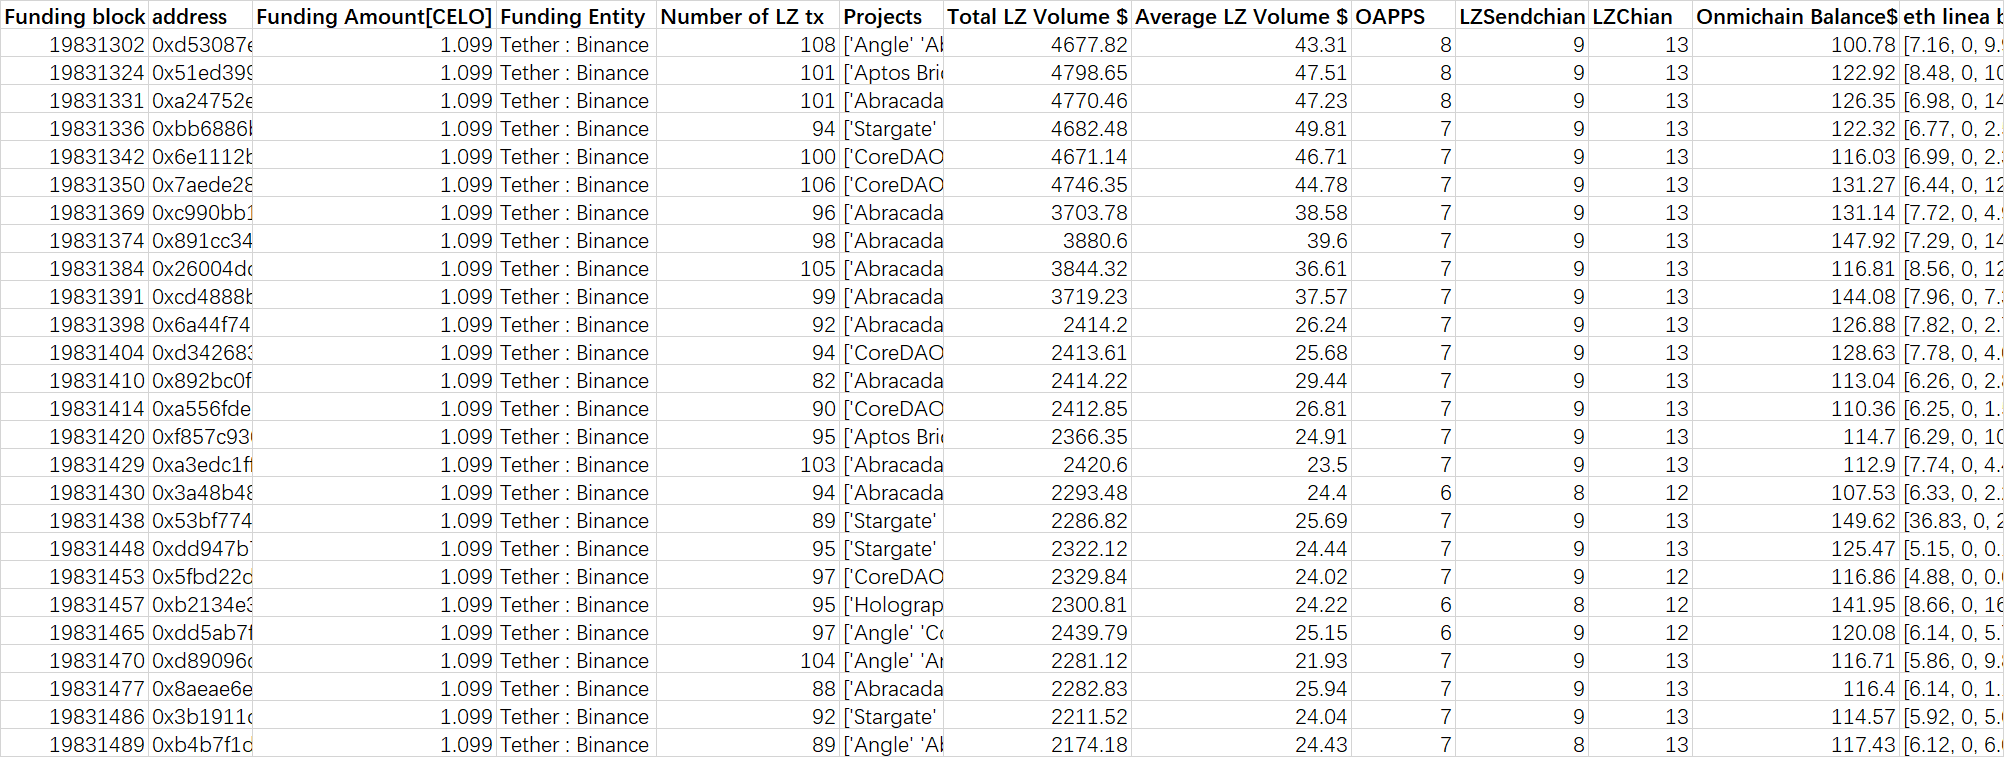 Funding block address Funding Amount[CELO] Funding Entity Number of LZ tx Projects Total LZ Volume $ Average LZ Volume $ OAPPS LZSendchian LZChian Onmichain Balance$ eth linea b
19831302 0xd53087e 1.099 Tether : Binance 108 ['Angle' 'Ab 4677.82 43.31 8 9 13 100.78 [7.16, 0, 9.9
19831324 0x51ed399 1.099 Tether : Binance 101 ['Aptos Bri 4798.65 47.51 8 9 13 122.92 [8.48, 0, 10
19831331 0xa24752e 1.099 Tether : Binance 101 ['Abracada 4770.46 47.23 8 9 13 126.35 [6.98, 0, 14
19831336 0xbb6886b 1.099 Tether : Binance 94 ['Stargate' 4682.48 49.81 7 9 13 122.32 [6.77, 0, 2.
19831342 0x6e1112b 1.099 Tether : Binance 100 ['CoreDAO 4671.14 46.71 7 9 13 116.03 [6.99, 0, 2.
19831350 0x7aede28 1.099 Tether : Binance 106 ['CoreDAO 4746.35 44.78 7 9 13 131.27 [6.44, 0, 12
19831369 0xc990bb1 1.099 Tether : Binance 96 ['Abracada 3703.78 38.58 7 9 13 131.14 [7.72, 0, 4.9
19831374 0x891cc34 1.099 Tether : Binance 98 ['Abracada 3880.6 39.6 7 9 13 147.92 [7.29, 0, 14
19831384 0x26004dc 1.099 Tether : Binance 105 ['Abracada 3844.32 36.61 7 9 13 116.81 [8.56, 0, 12
19831391 0xcd4888b 1.099 Tether : Binance 99 ['Abracada 3719.23 37.57 7 9 13 144.08 [7.96, 0, 7.
19831398 0x6a44f74 1.099 Tether : Binance 92 ['Abracada 2414.2 26.24 7 9 13 126.88 [7.82, 0, 2.
19831404 0xd342683 1.099 Tether : Binance 94 ['CoreDAO 2413.61 25.68 7 9 13 128.63 [7.78, 0, 4.
19831410 0x892bc0f 1.099 Tether : Binance 82 ['Abracada 2414.22 29.44 7 9 13 113.04 [6.26, 0, 2.
19831414 0xa556fde 1.099 Tether : Binance 90 ['CoreDAO 2412.85 26.81 7 9 13 110.36 [6.25, 0, 1.
19831420 0xf857c93 1.099 Tether : Binance 95 ['Aptos Bri 2366.35 24.91 7 9 13 114.7 [6.29, 0, 10
19831429 0xa3edc1f 1.099 Tether : Binance 103 ['Abracada 2420.6 23.5 7 9 13 112.9 [7.74, 0, 4.
19831430 0x3a48b48 1.099 Tether : Binance 94 ['Abracada 2293.48 24.4 6 8 12 107.53 [6.33, 0, 2.
19831438 0x53bf774 1.099 Tether : Binance 89 ['Stargate' 2286.82 25.69 7 9 13 149.62 [36.83, 0, 2
19831448 0xdd947b 1.099 Tether : Binance 95 ['Stargate' 2322.12 24.44 7 9 13 125.47 [5.15, 0, 0.
19831453 0x5fbd22d 1.099 Tether : Binance 97 ['CoreDAO 2329.84 24.02 7 9 12 116.86 [4.88, 0, 0.
19831457 0xb2134e3 1.099 Tether : Binance 95 ['Holograp 2300.81 24.22 6 8 12 141.95 [8.66, 0, 16
19831465 0xdd5ab7f 1.099 Tether : Binance 97 ['Angle' 'Co 2439.79 25.15 6 9 12 120.08 [6.14, 0, 5.
19831470 0xd89096c 1.099 Tether : Binance 104 ['Angle' 'A 2281.12 21.93 7 9 13 116.71 [5.86, 0, 9.
19831477 0x8aeae6e 1.099 Tether : Binance 88 ['Abracada 2282.83 25.94 7 9 13 116.4 [6.14, 0, 1.
19831486 0x3b1911c 1.099 Tether : Binance 92 ['Stargate' 2211.52 24.04 7 9 13 114.57 [5.92, 0, 5.
19831489 0xb4b7f1d 1.099 Tether : Binance 89 ['Angle' 'Ab 2174.18 24.43 7 8 13 117.43 [6.12, 0, 6.